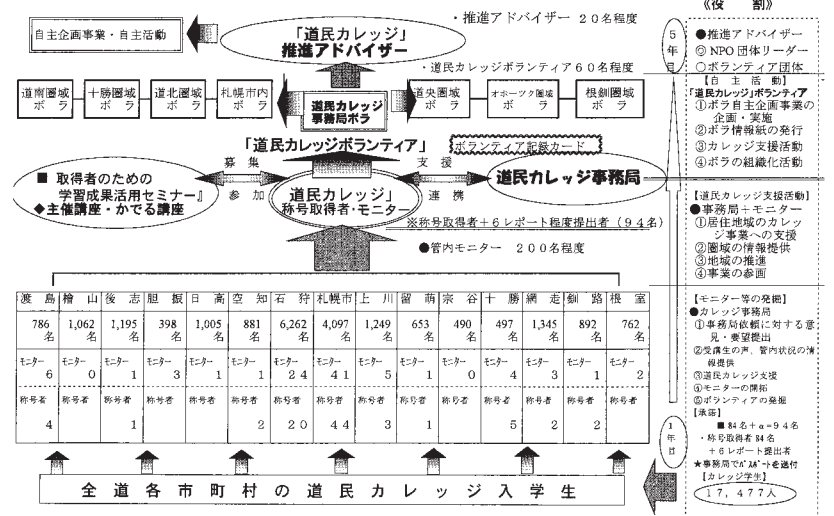 ・推進アドバイザー 20名程度
自主企画事業・自主活動
「道民カレッジ」
推進アドバイザー
・道民カレッジボランティア60名程度
道南圏域
ボラ
十勝圏域
ボラ
道北圏域
ボラ
札幌市内
ボラ
道民カレッジ
事務局ボラ
道央圏域
ボラ
オホーツク圏域
ボラ
根釧圏域
ボラ
「道民カレッジボランティア」
ボランティア記録カード
募集
参加
支援
連携
■ 取得者のための
学習成果活用セミナー』
◆主催講座・かでる講座
道民カレッジ」
称号取得者・モニター
道民カレッジ事務局
※称号取得者+6レポート程度提出者(94名)
●管内モニター 200名程度
渡島 檜山 後志 胆振 日高 空知 石狩 札幌市 上川 留萌 宗谷 十勝 網走 釧路 根室
786名 1,062名 1,195名 398名 1,005名 881名 6,262名 4,097名 1,249名 653名 490名 497名 1,345名 892名 762名
モニター モニター モニター モニター モニター モニター モニター モニター モニター モニター モニター モニター モニター モニター モニター
6 0 1 3 1 1 24 41 5 1 0 4 3 1 2
称号者 称号者 称号者 称号者 称号者 称号者 称号者 称号者 称号者 称号者 称号者 称号者 称号者 称号者 称号者
4 1 2 20 44 3 1 5 2 2
全道各市町村の道民カレッジ入学生
《役 割》
5年目
●推進アドバイザー
◎NPO団体リーダー
○ボランティア団体
【自主活動】
「道民カレッジ」ボランティア
①ボラ自主企画事業の
企画・実施
②ボラ情報紙の発行
③カレッジ支援活動
④ボラの組織化活動
【道民カレッジ支援活動】
●事務局+モニター
①居住地域のカレッ
ジ事業への支援
②圏域の情報提供
③地域の推進
④事業の参画
【モニター等の発掘】
●カレッジ事務局
①事務局依頼に対する意
見・要望提出
②受講生の声、管内状況の情
報提供
③道民カレッジ支援
④モニターの開拓
⑤ボランティアの発掘
【承諾】
■84名+α=94名
・称号取得者84名
+6レポート提出者
★事務局でパスポートを送付
【カレッジ学生】
17,477人
1年目